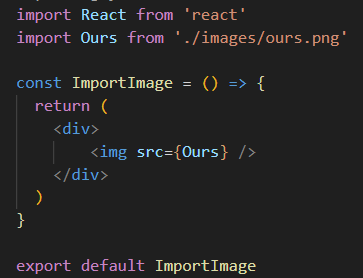 import React from 'react'
import Ours from './images/ours.png'
const ImportImage = () => {
return (
<div>
<img src={Ours} />
</div>
)
}
export default ImportImage